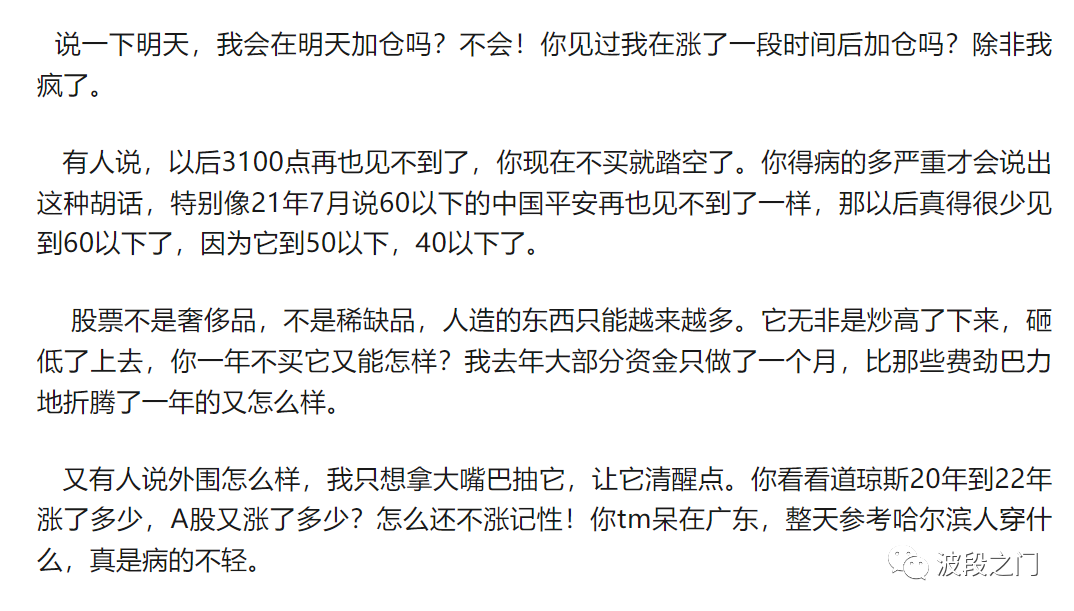 说一下明天，我会在明天加仓吗？不会！你见过我在涨了一段时间后加仓吗？除非我
疯了。
有人说，以后3100点再也见不到了，你现在不买就踏空了。你得病的多严重才会说出
这种胡话，特别像21年7月说60以下的中国平安再也见不到了一样，那以后真得很少见
到60以下了，因为它到50以下，40以下了。
股票不是奢侈品，不是稀缺品，人造的东西只能越来越多。它无非是炒高了下来，砸
低了上去，你一年不买它又能怎样？我去年大部分资金只做了一个月，比那些费劲巴力
地折腾了一年的又怎么样。
又有人说外围怎么样，我只想拿大嘴巴抽它，让它清醒点。你看看道琼斯20年到22年
涨了多少，A股又涨了多少？怎么还不涨记性！你tm呆在广东，整天参考哈尔滨人穿什
么，真是病的不轻。
波段之门